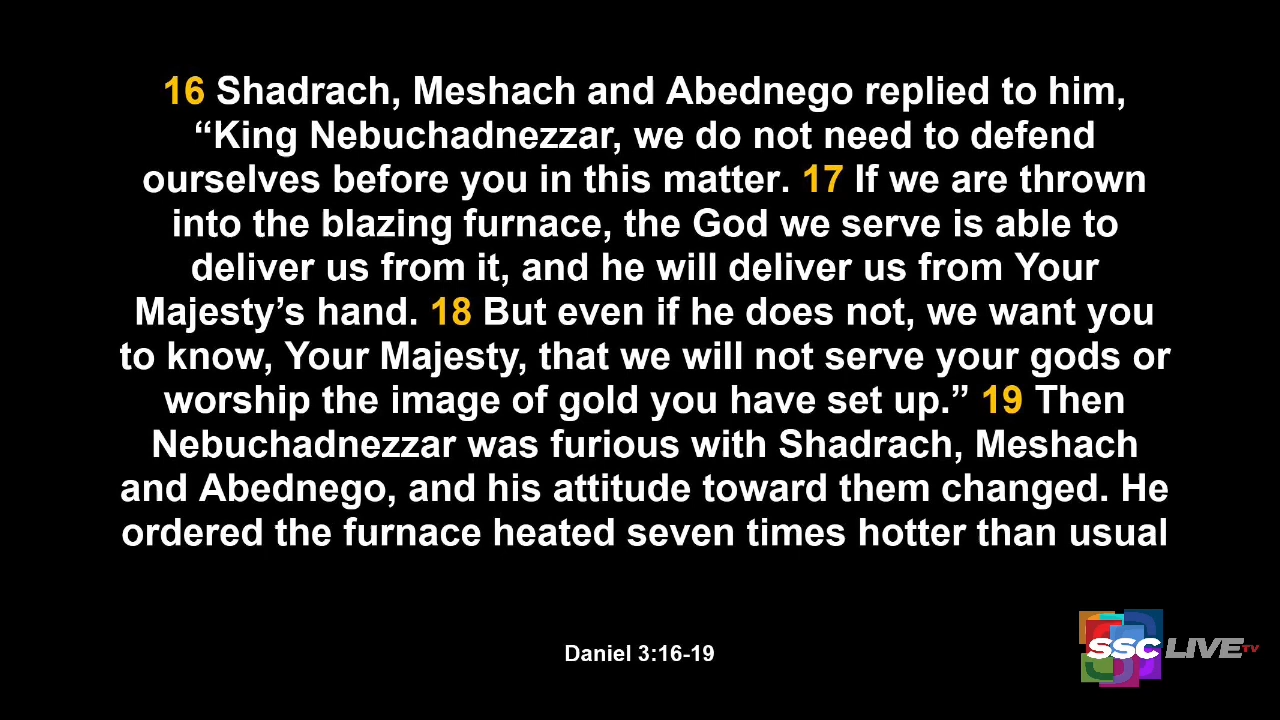 16 Shadrach, Meshach and Abednego replied to him,
“King Nebuchadnezzar, we do not need to defend
ourselves before you in this matter. 17 If we are thrown
into the blazing furnace, the God we serve is able to
deliver us from it, and he will deliver us from Your
Majesty’s hand. 18 But even if he does not, we want you
to know, Your Majesty, that we will not serve your gods or
worship the image of gold you have set up.” 19 Then
Nebuchadnezzar was furious with Shadrach, Meshach
and Abednego, and his attitude toward them changed. He
ordered the furnace heated seven times hotter than usual
Daniel 3:16-19
SSC LIVE TV